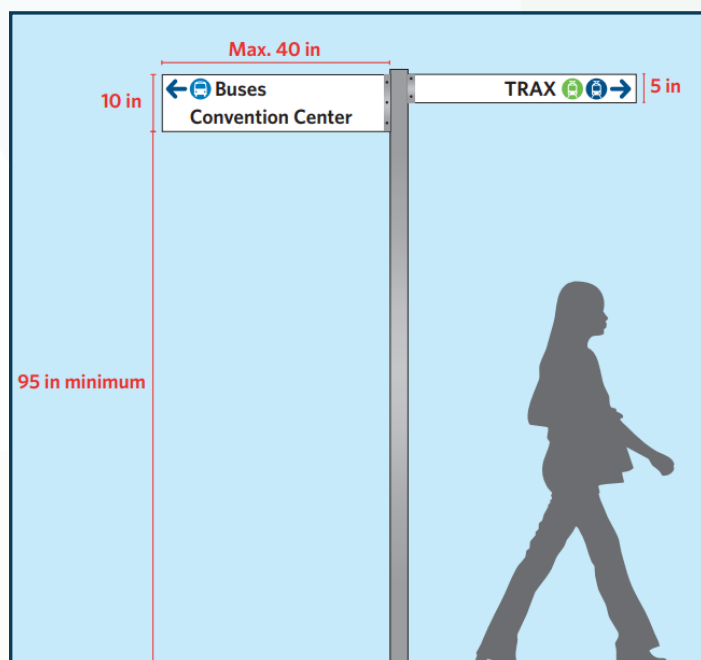 Max. 40 in
10 in
Buses
Convention Center
TRAX
5 in
95 in minimum